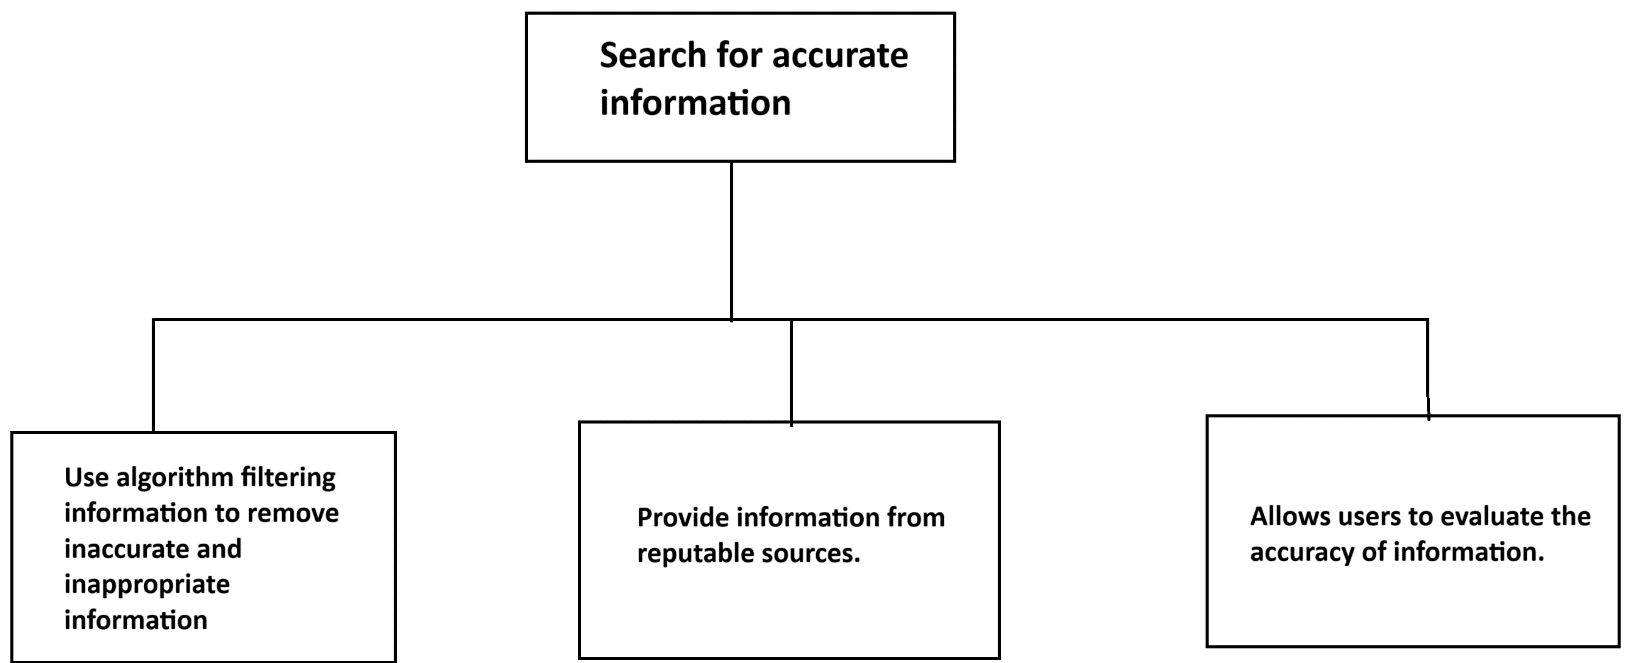 Search for accurate
information
Use algorithm filtering
information to remove
inaccurate and
inappropriate
information
Provide information from
reputable sources.
Allows users to evaluate the
accuracy of information.